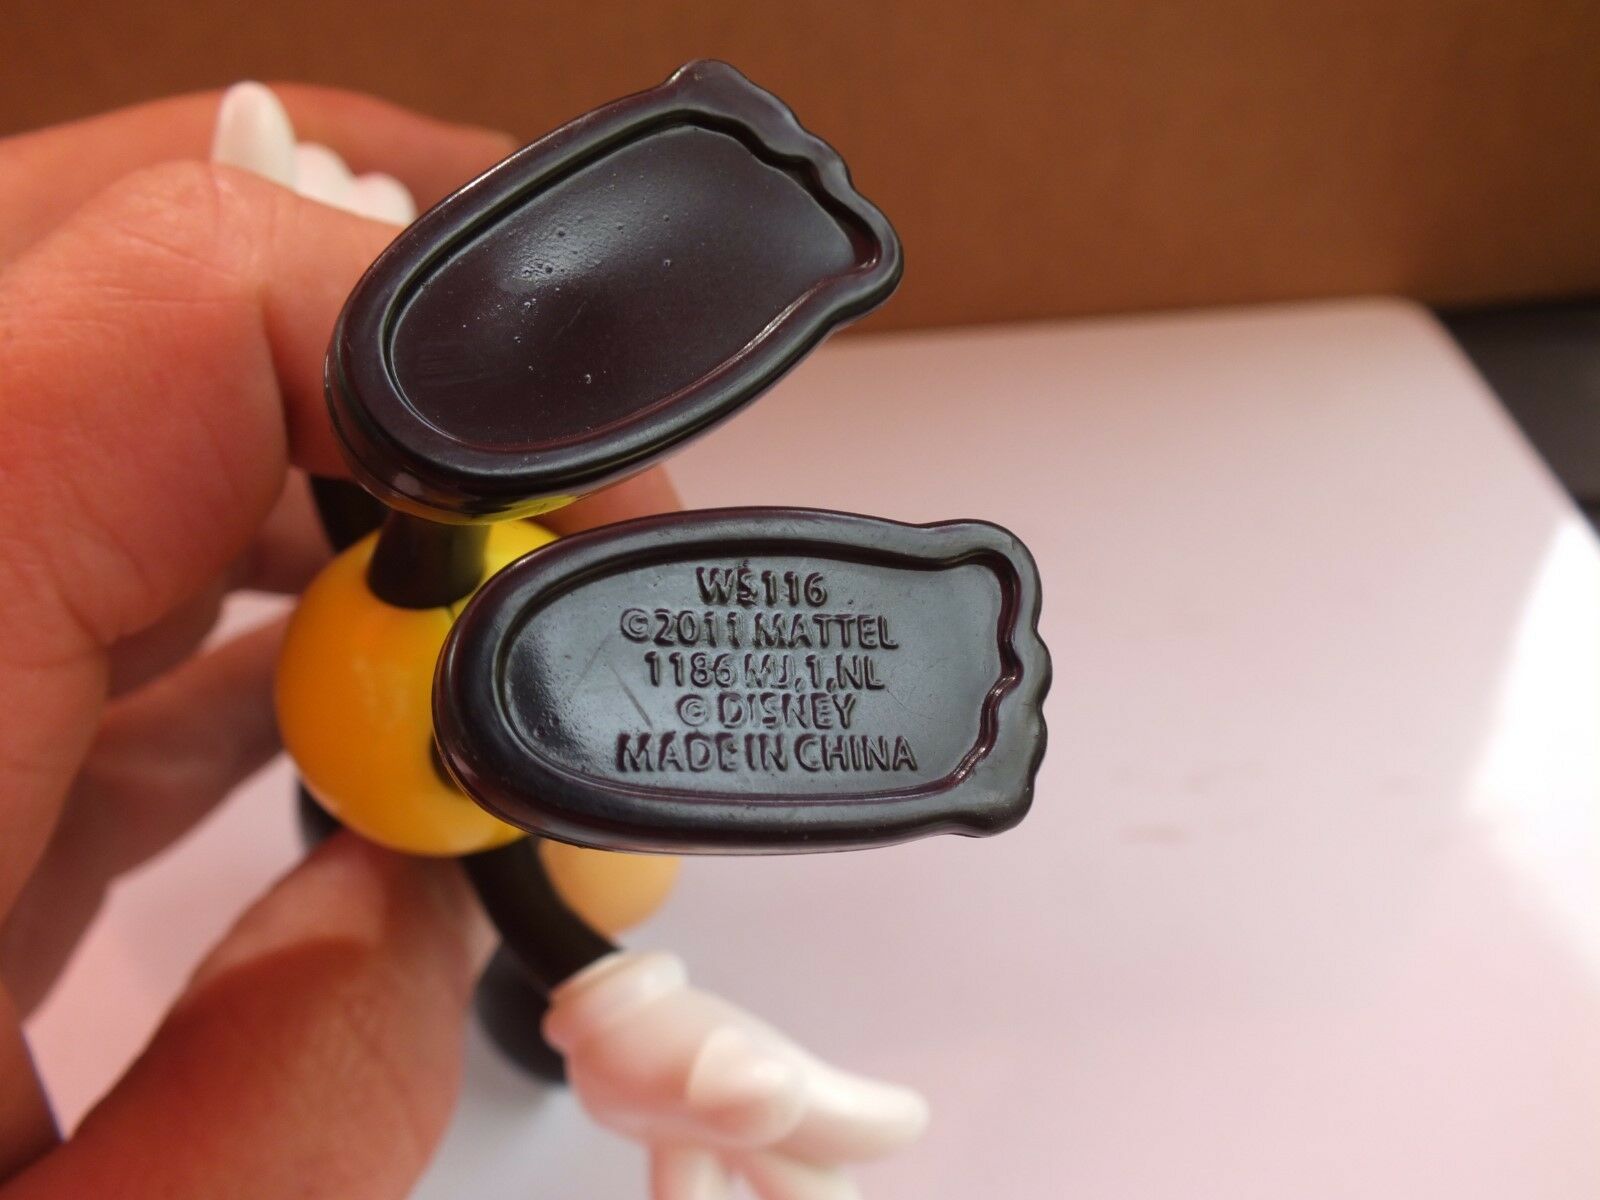 WS116
©2011 MATTEL
1186 MJ,1,NL
© DISNEY
MADE IN CHINA